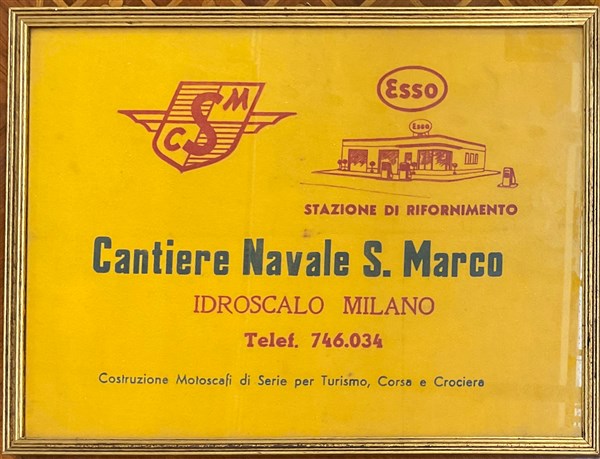 CSM
Esso
Esso
STAZIONE DI RIFORNIMENTO
Cantiere Navale S. Marco
IDROSCALO MILANO
Telef. 746.034
Costruzione Motoscafi di Serie per Turismo, Corsa e Crociera